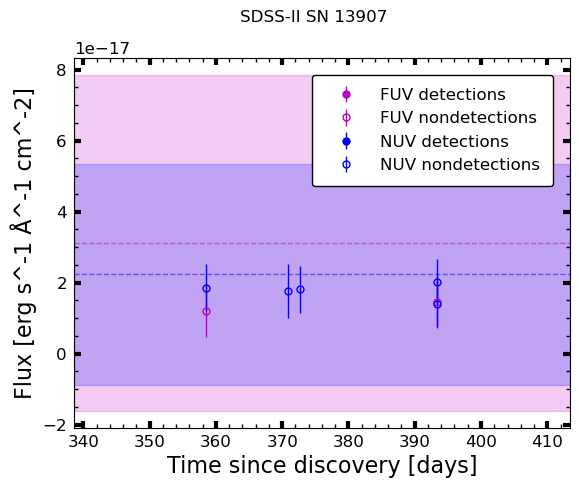 SDSS-II SN 13907
1e−17
8
6
4
2
0
−2
Flux [erg s^-1 Å^-1 cm^-2]
FUV detections
FUV nondetections
NUV detections
NUV nondetections
340 350 360 370 380 390 400 410
Time since discovery [days]